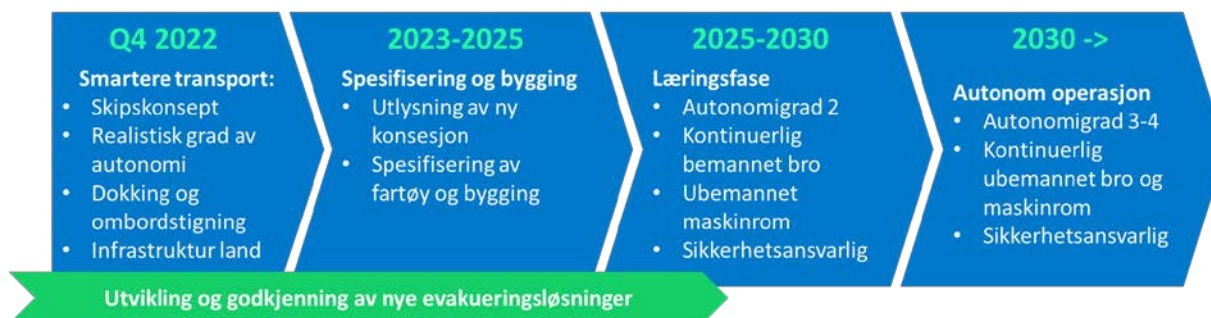 Q4 2022
Smartere transport:
• Skipskonsept
• Realistisk grad av
autonomi
• Dokking og
ombordstigning
• Infrastruktur land
2023-2025
Spesifisering og bygging
• Utlysning av ny
konsesjon
• Spesifisering av
fartøy og bygging
2025-2030
Læringsfase
• Autonomigrad 2
• Kontinuerlig
bemannet bro
• Ubemannet
maskinrom
• Sikkerhetsansvarlig
2030 ->
Autonom operasjon
• Autonomigrad 3-4
• Kontinuerlig
ubemannet bro og
maskinrom
• Sikkerhetsansvarlig
Utvikling og godkjenning av nye evakueringsløsninger